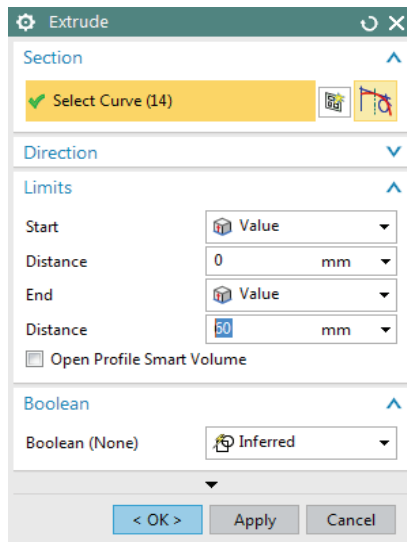 Extrude
Section
Select Curve (14)
Direction
Limits
Start Value
Distance 0 mm
End Value
Distance 60 mm
Open Profile Smart Volume
Boolean
Boolean (None) Inferred
< OK > Apply Cancel